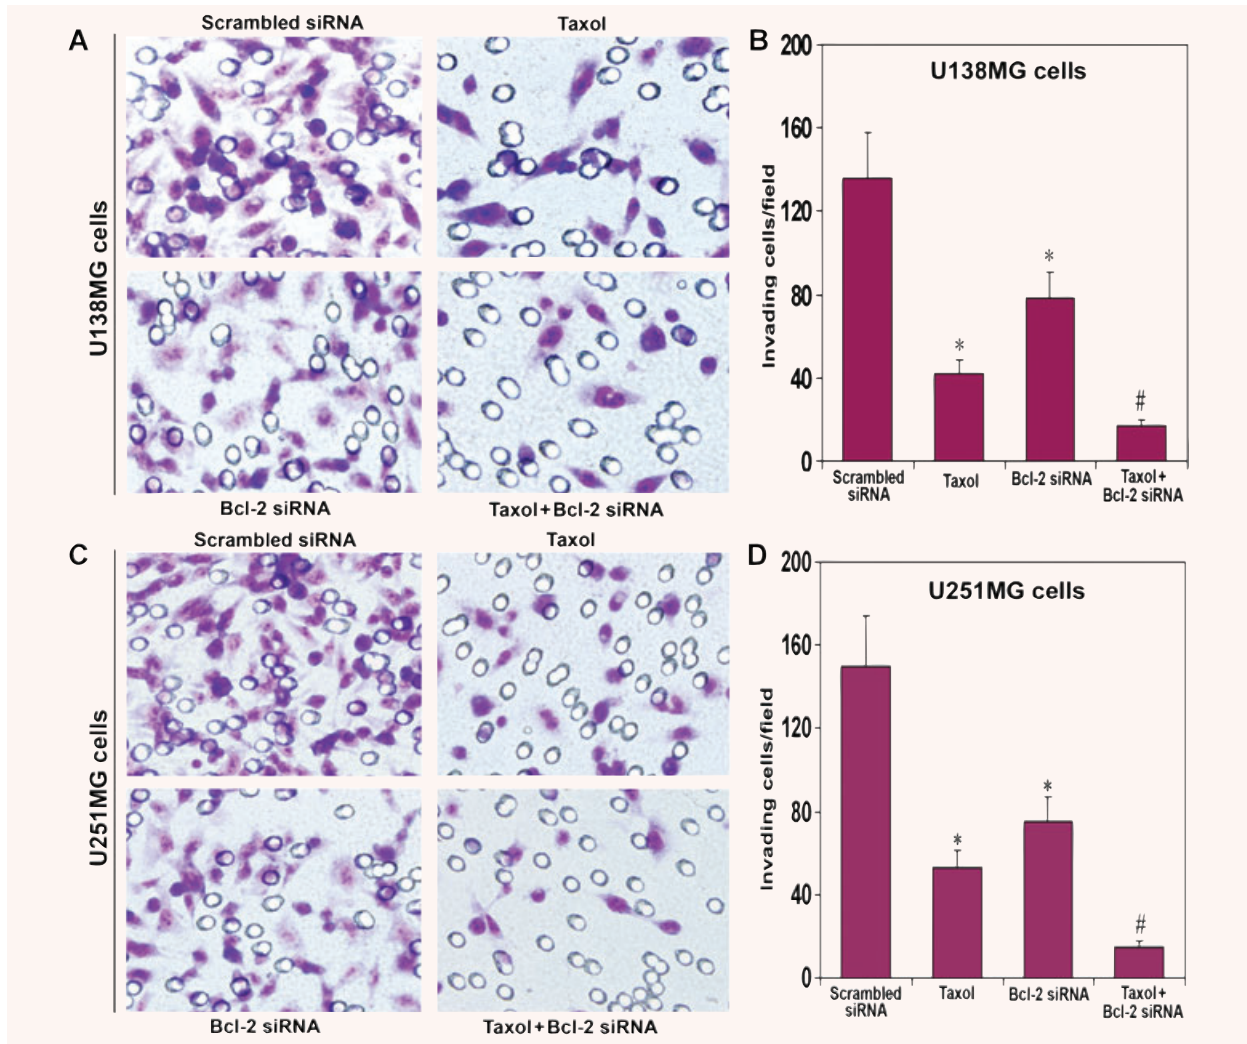 A
Scrambled siRNA
Taxol
U138MG cells
Bcl-2 siRNA
Taxol+Bcl-2 siRNA
B
U138MG cells
Invading cells/field
200
160
120
80
40
0
*
*
#
Scrambled
siRNA
Taxol
Bcl-2 siRNA
Taxol+
Bcl-2 siRNA
C
Scrambled siRNA
Taxol
U251MG cells
Bcl-2 siRNA
Taxol+Bcl-2 siRNA
D
U251MG cells
Invading cells/field
200
160
120
80
40
0
*
*
#
Scrambled
siRNA
Taxol
Bcl-2 siRNA
Taxol+
Bcl-2 siRNA